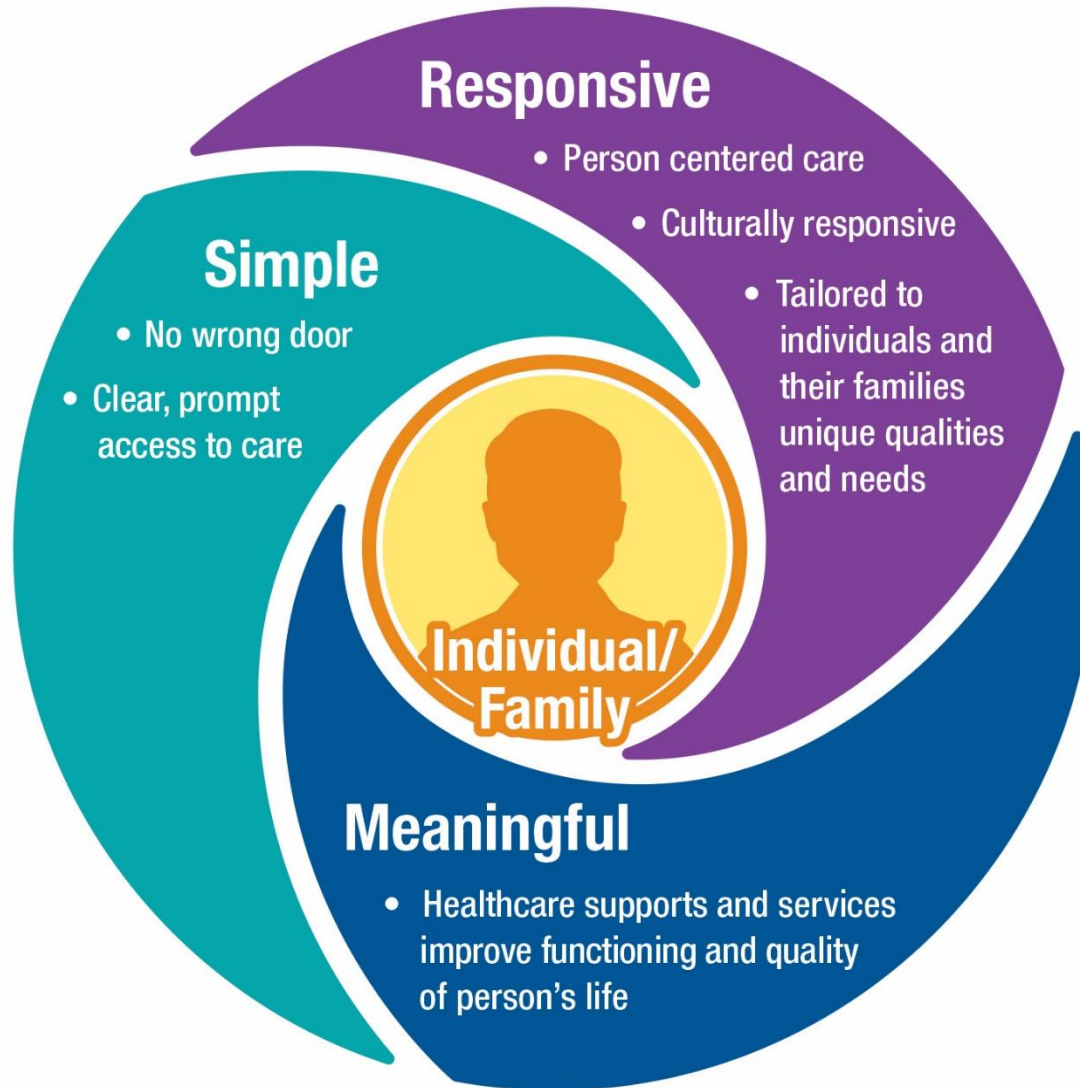 Responsive
• Person centered care
• Culturally responsive
• Tailored to
individuals and
their families
unique qualities
and needs
Simple
• No wrong door
• Clear, prompt
access to care
Individual/
Family
Meaningful
• Healthcare supports and services
improve functioning and quality
of person’s life